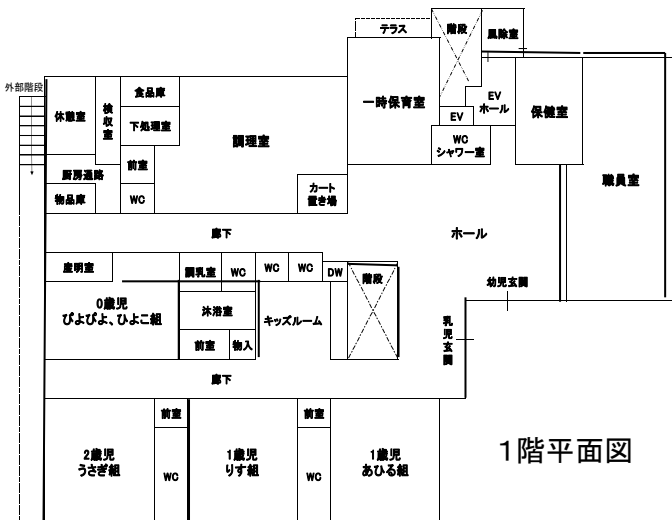 テラス
階段
風除室
外部階段
休憩室
検収室
食品庫
下処理室
調理室
一時保育室
EV
ホール
EV
保健室
WC
シャワー室
職員室
前室
厨房通路
物品庫
WC
カート
置き場
廊下
ホール
沐明室
調乳室
WC
WC
WC
DW
階段
幼児玄関
0歳児
ぴよぴよ、ひよこ組
沐浴室
キッズルーム
前室
物入
乳児玄関
廊下
前室
前室
2歳児
うさぎ組
WC
1歳児
りす組
WC
1歳児
あひる組
1階平面図